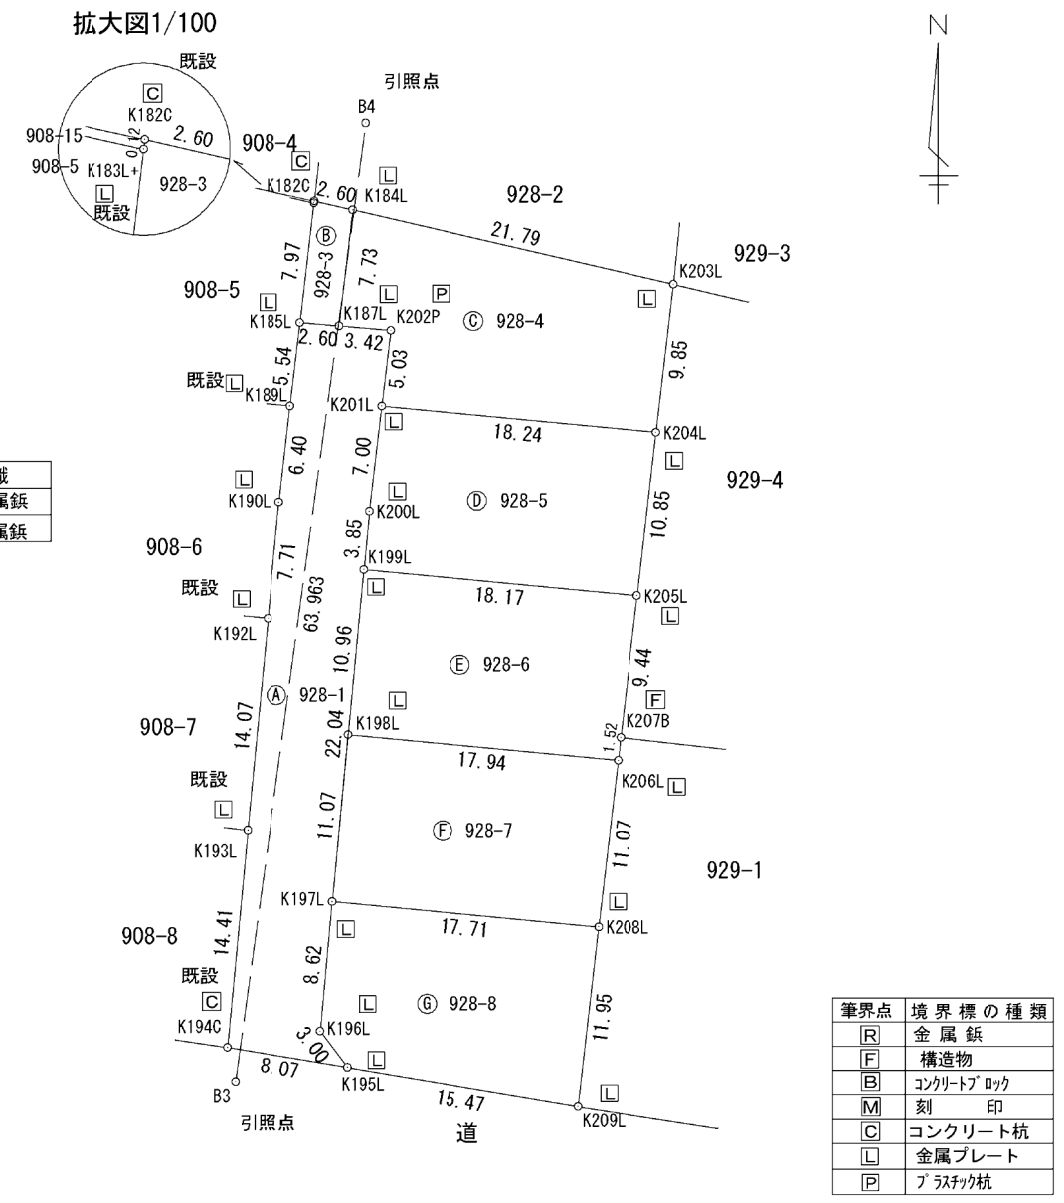 拡大図1/100
N
既設
C
K182C
908-15
2.60
0.12
908-5
K183L
928-3
L
既設
引照点
B4
908-4
C
K182C
2.60
L
K184L
928-2
21.79
929-3
K203L
L
B
928-3
7.97
7.73
908-5
L
K185L
L
K187L
P
K202P
C 928-4
2.60
3.42
5.03
9.85
5.54
既設
L
K189L
K201L
L
18.24
K204L
L
929-4
6.40
7.00
L
K190L
L
K200L
D 928-5
10.85
3.85
K199L
908-6
7.71
L
18.17
K205L
L
既設
L
K192L
63.963
10.96
E 928-6
9.44
A 928-1
L
F
K207B
908-7
14.07
22.04
K198L
1.52
17.94
K206L
L
既設
L
K193L
11.07
F 928-7
11.07
929-1
K197L
L
17.71
L
K208L
908-8
14.41
8.62
既設
C
K194C
L
G 928-8
11.95
K196L
3.00
8.07
L
K195L
B3
引照点
15.47
L
K209L
道
属鋲
属鋲
筆界点 境界標の種類
R 金属鋲
F 構造物
B コンクリートブロック
M 刻印
C コンクリート杭
L 金属プレート
P プラスチック杭